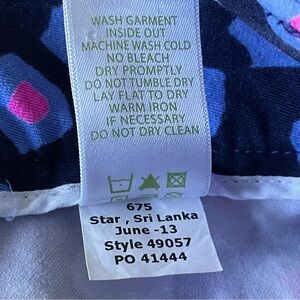 WASH GARMENT
INSIDE OUT
MACHINE WASH COLD
NO BLEACH
DRY PROMPTLY
DO NOT TUMBLE DRY
LAY FLAT TO DRY
WARM IRON
IF NECESSARY
DO NOT DRY CLEAN
675
Star , Sri Lanka
June -13
Style 49057
PO 41444